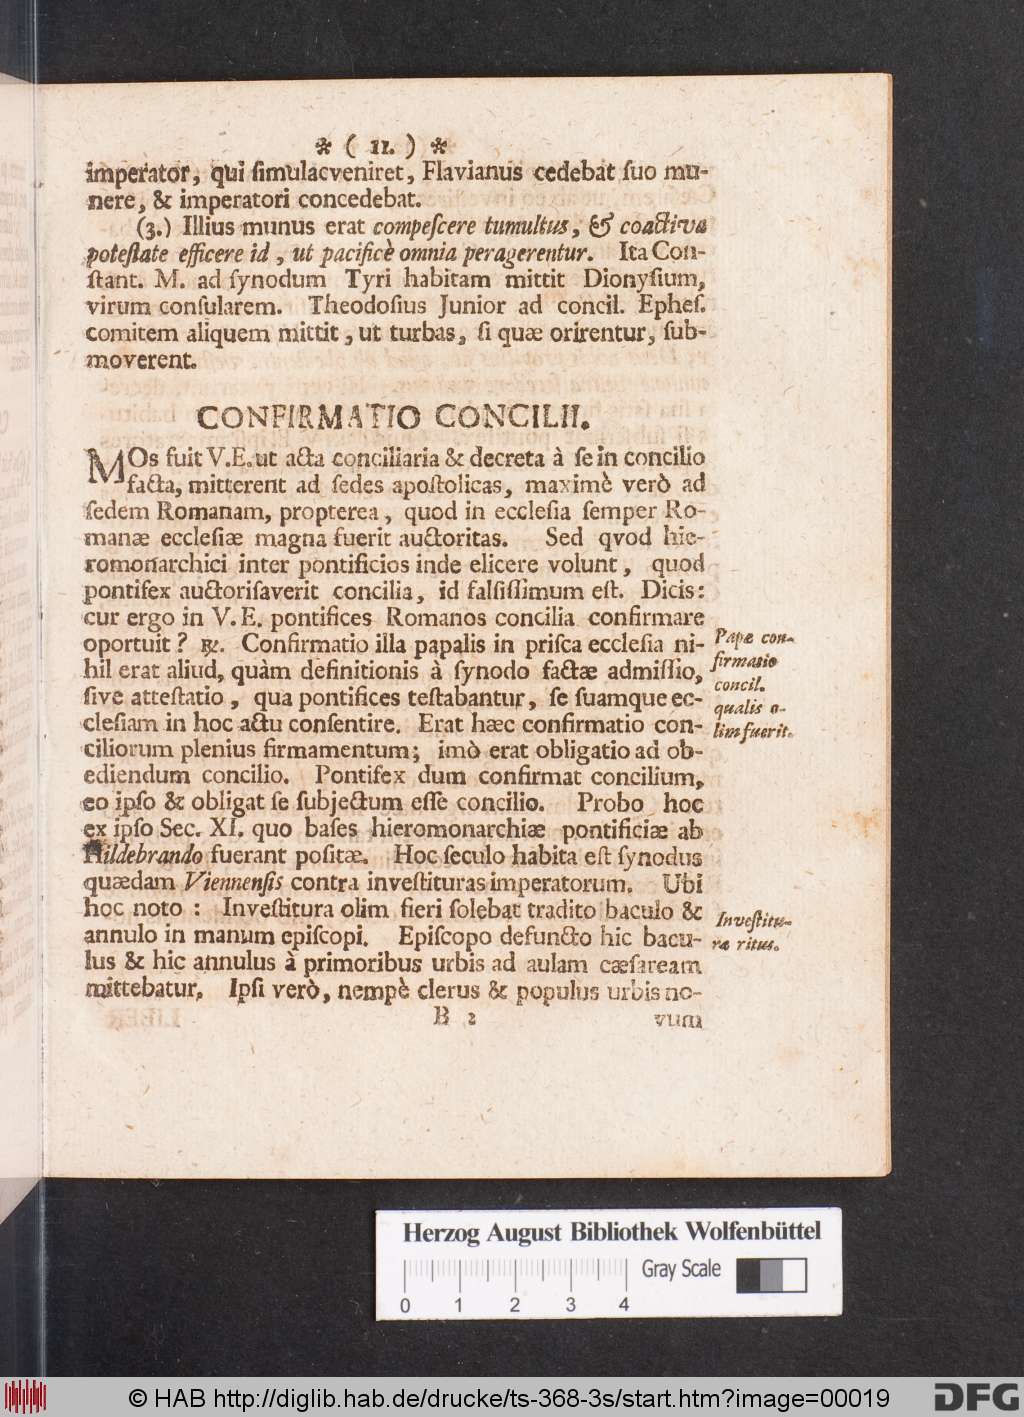 ✲ ( 11. ) ✲
imperator, qui ſimulacveniret, Flavianus cedebat ſuo mu-
nere, & imperatori concedebat.
(3.) Illius munus erat compeſcere tumultus, & coactiva
poteſtate efficere id, ut pacificè omnia peragerentur. Ita Con-
ſtant. M. ad ſynodum Tyri habitam mittit Dionyſium,
virum conſularem. Theodoſius Junior ad concil. Epheſ.
comitem aliquem mittit, ut turbas, ſi quæ orirentur, ſub-
moverent.
CONFIRMATIO CONCILII.
MOs fuit V.E. ut acta conciliaria & decreta à ſe in concilio
facta, mitterent ad ſedes apoſtolicas, maximè verò ad
ſedem Romanam, propterea, quod in eccleſia ſemper Ro-
manæ eccleſiæ magna fuerit auctoritas. Sed qvod hie-
romonarchici inter pontificios inde elicere volunt, quod
pontifex auctoriſaverit concilia, id falſiſſimum eſt. Dicis:
cur ergo in V. E. pontifices Romanos concilia confirmare
oportuit? ꝶ. Confirmatio illa papalis in priſca eccleſia ni-
hil erat aliud, quàm definitionis à ſynodo factæ admiſſio,
ſive atteſtatio, qua pontifices teſtabantur, ſe ſuamque ec-
cleſiam in hoc actu conſentire. Erat hæc confirmatio con-
ciliorum plenius firmamentum; imò erat obligatio ad ob-
ediendum concilio. Pontifex dum confirmat concilium,
eo ipſo & obligat ſe ſubjectum eſſe concilio. Probo hoc
ex ipſo Sec. XI. quo baſes hieromonarchiæ pontificiæ ab
Hildebrando fuerant poſitæ. Hoc ſeculo habita eſt ſynodus
quædam Viennenſis contra inveſtituras imperatorum. Ubi
hoc noto: Inveſtitura olim fieri ſolebat tradito baculo &
annulo in manum epiſcopi. Epiſcopo defuncto hic bacu-
lus & hic annulus à primoribus urbis ad aulam cæſaream
mittebatur. Ipſi verò, nempè clerus & populus urbis no-
B 2
vum
Papæ con-
firmatio
concil.
qualis o-
lim fuerit.
Inveſtitu-
ræ ritus.
Herzog August Bibliothek Wolfenbüttel
Gray Scale
0 1 2 3 4
© HAB http://diglib.hab.de/drucke/ts-368-3s/start.htm?image=00019
DFG